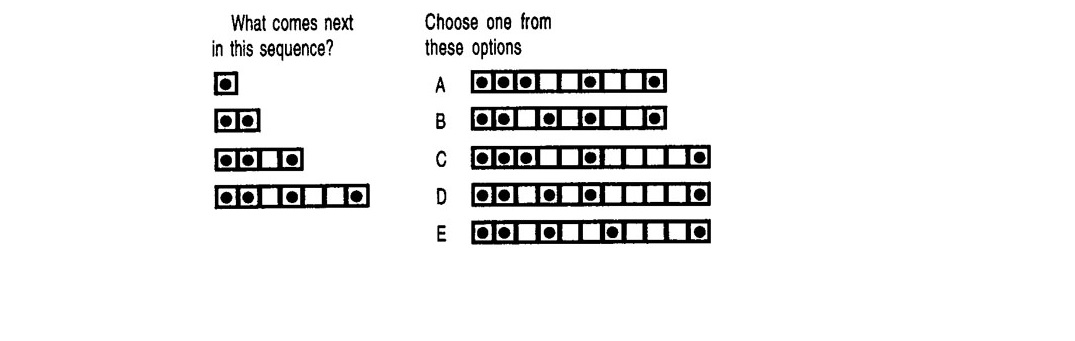 What comes next
in this sequence?
Choose one from
these options
A
B
C
D
E